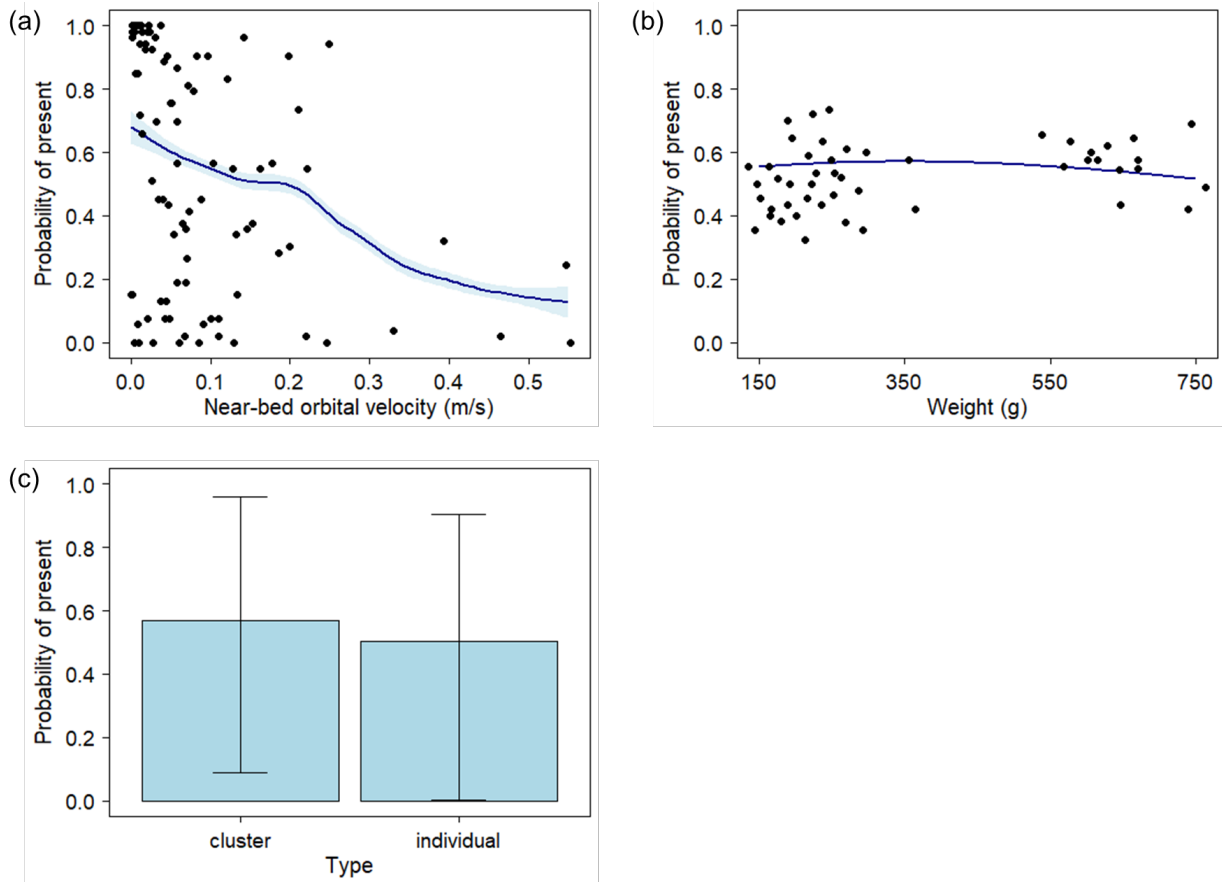 (a)
Probability of present
1.0
0.8
0.6
0.4
0.2
0.0
0.0 0.1 0.2 0.3 0.4 0.5
Near-bed orbital velocity (m/s)
(b)
Probability of present
1.0
0.8
0.6
0.4
0.2
0.0
150 350 550 750
Weight (g)
(c)
Probability of present
1.0
0.8
0.6
0.4
0.2
0.0
cluster individual
Type